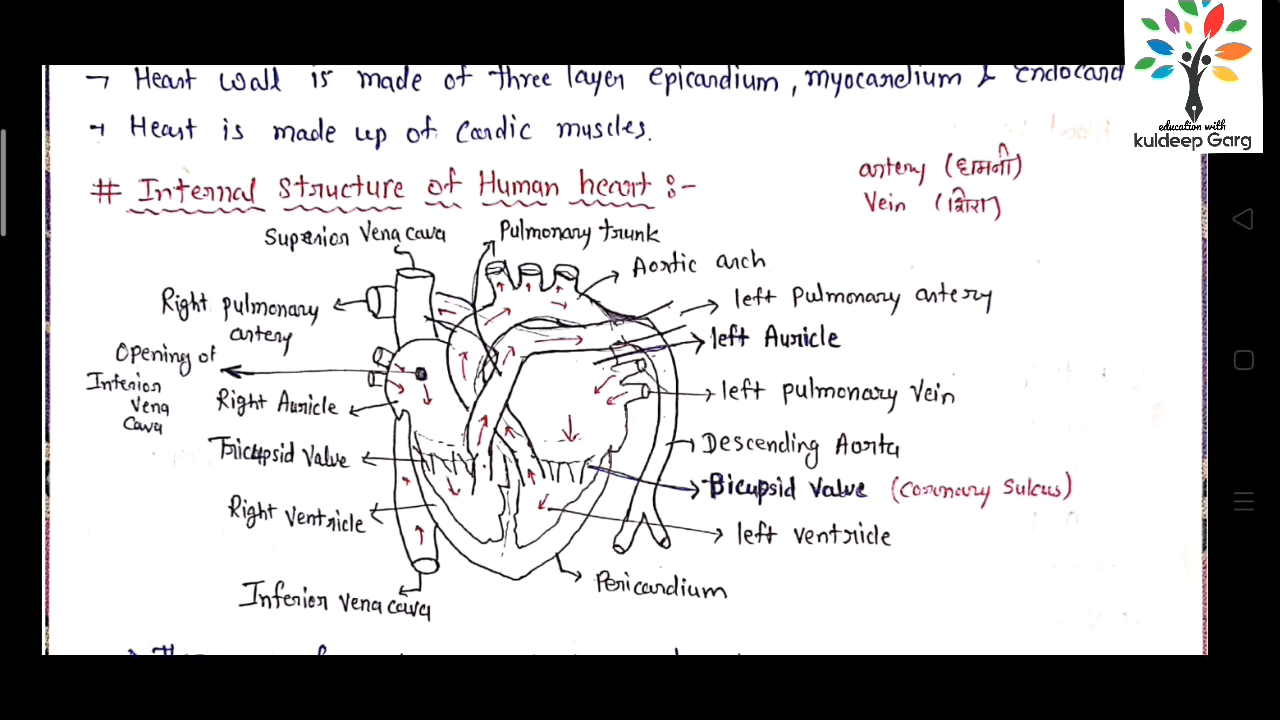 → Heart wall is made of three layer epicardium, myocardium & Endocard
→ Heart is made up of Cardic muscles.
education with
kuldeep Garg
artery (धामनी)
Vein (शिरा)
# Internal Structure of Human heart :-
Superior Vena cava
Pulmonary trunk
Aortic arch
Right pulmonary
artery
left Pulmonary artery
left Auricle
Opening of
Inferior
Vena
Cava
Right Auricle
left pulmonary Vein
Tricupsid Valve
Descending Aorta
Bicupsid Valve (Coronary Sulcus)
Right Ventricle
left ventricle
Inferior Vena cava
Pericardium